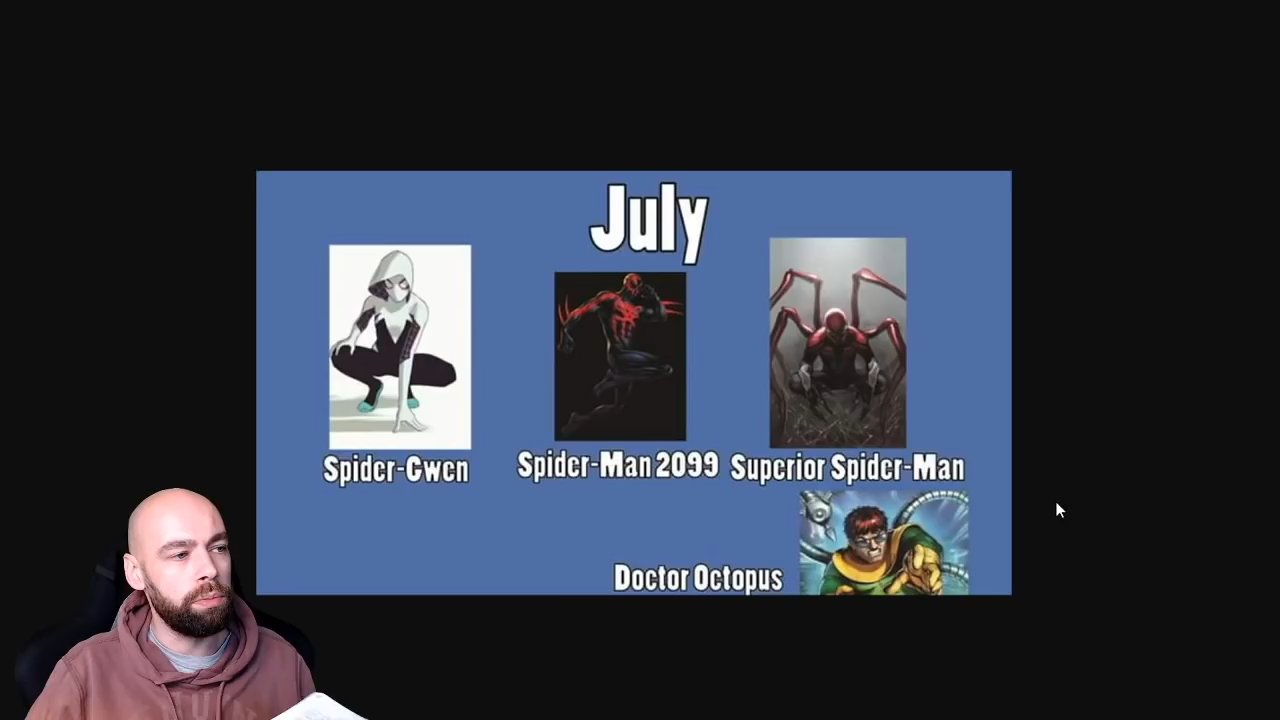 July
Spider-Gwen
Spider-Man 2099
Superior Spider-Man
Doctor Octopus